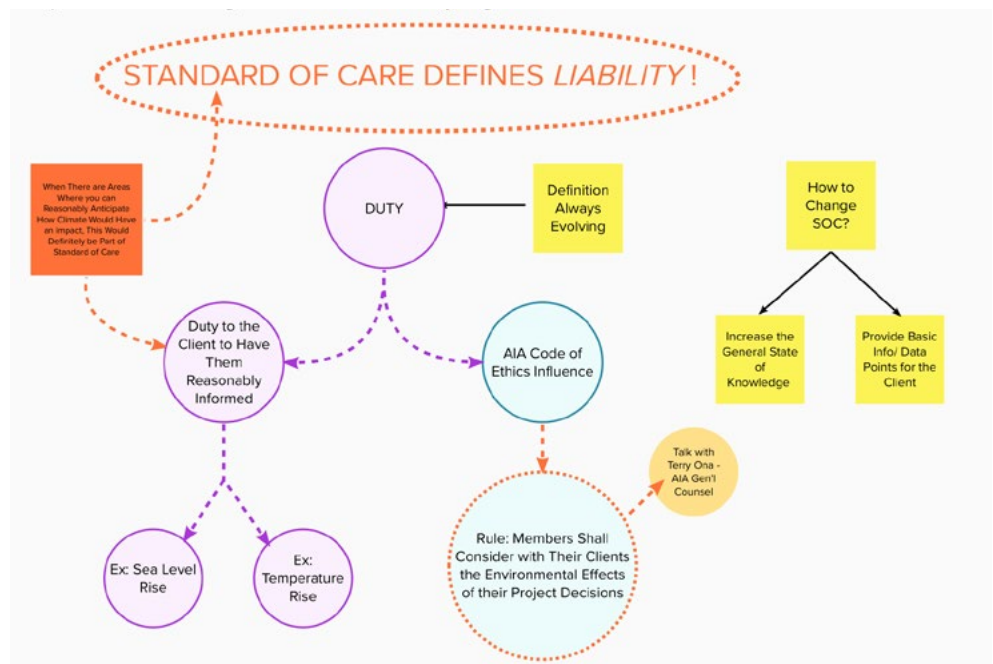 STANDARD OF CARE DEFINES LIABILITY !
When There are Areas
Where you can
Reasonably Anticipate
How Climate Would Have
an impact, This Would
Definitely be Part of
Standard of Care
DUTY
Definition
Always
Evolving
How to
Change
SOC?
Duty to the
Client to Have
Them
Reasonably
Informed
AIA Code of
Ethics Influence
Increase the
General State
of
Knowledge
Provide Basic
Info/ Data
Points for the
Client
Talk with
Terry Ona -
AIA Gen'l
Counsel
Ex: Sea Level
Rise
Ex:
Temperature
Rise
Rule: Members Shall
Consider with Their Clients
the Environmental Effects
of their Project Decisions